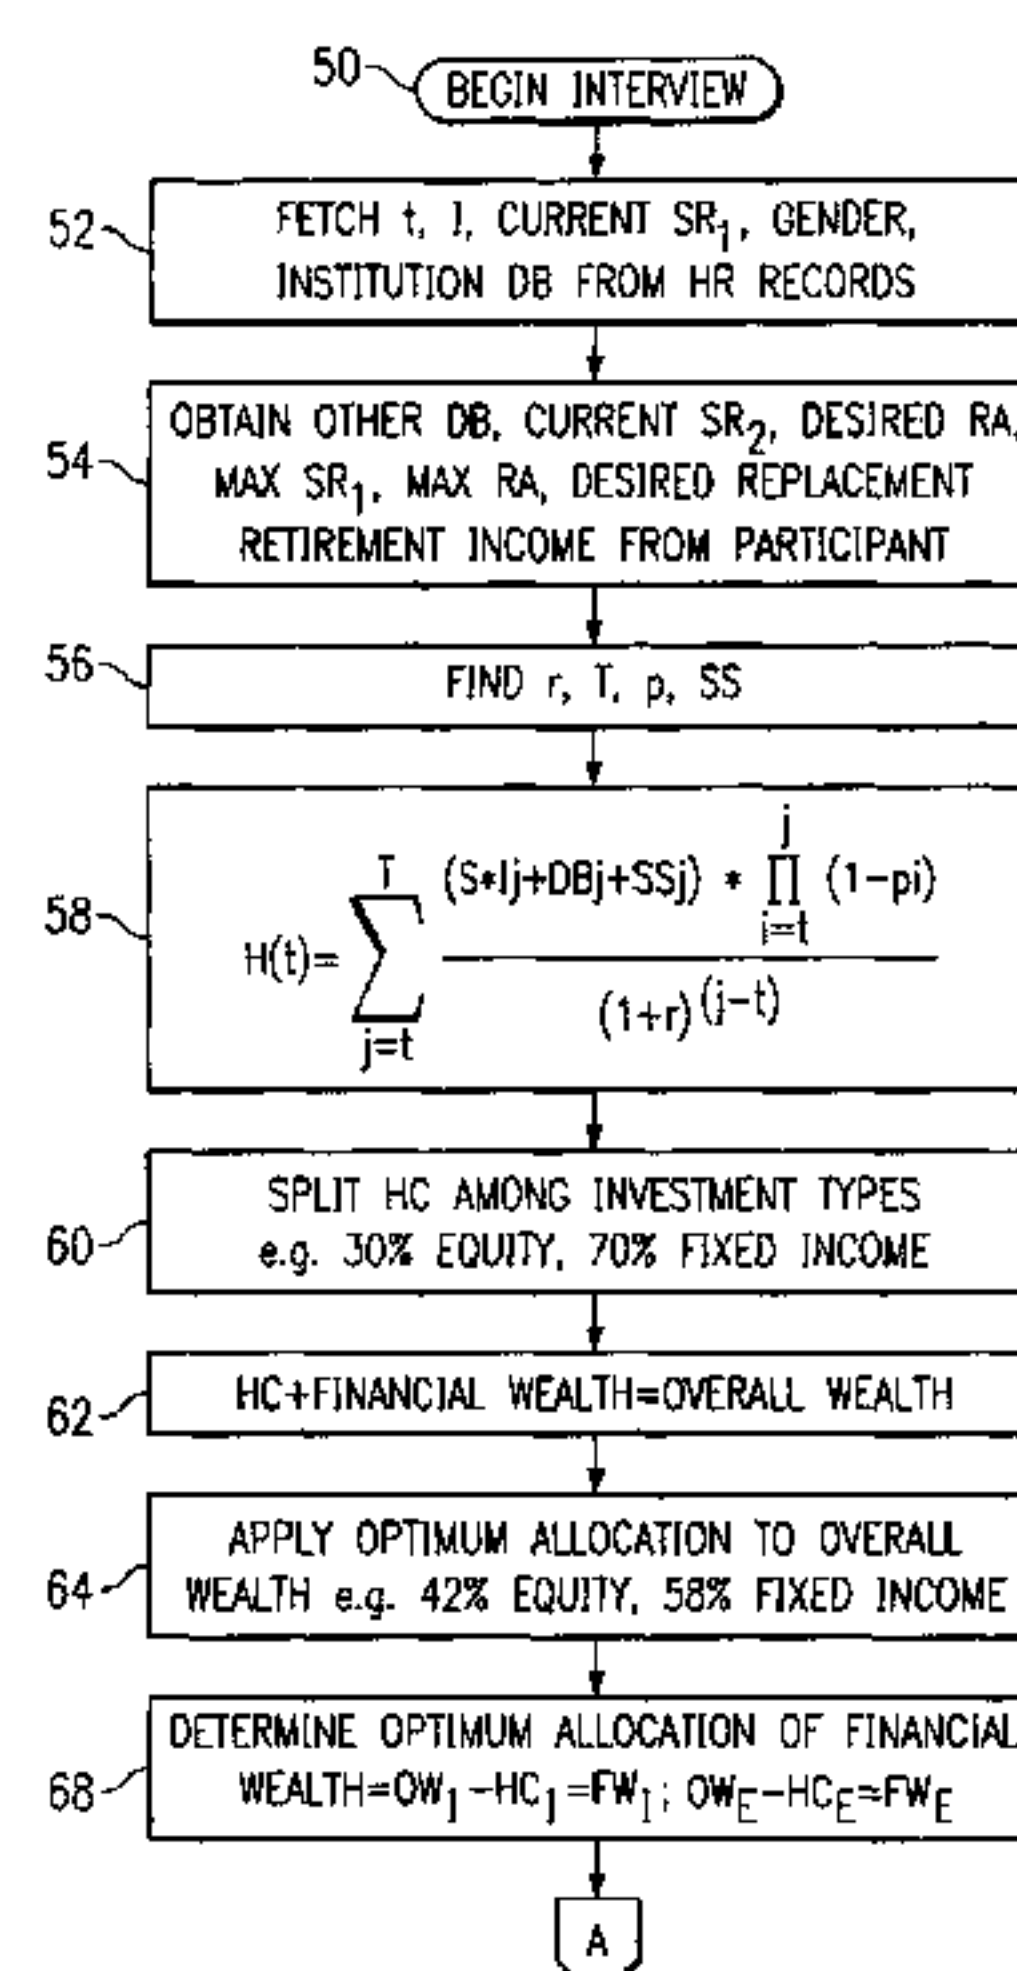 50
BEGIN INTERVIEW
52
FETCH t, I, CURRENT SR1, GENDER,
INSTITUTION DB FROM HR RECORDS
54
OBTAIN OTHER DB, CURRENT SR2, DESIRED RA,
MAX SR1, MAX RA, DESIRED REPLACEMENT
RETIREMENT INCOME FROM PARTICIPANT
56
FIND r, T, p, SS
58
H(t)= T ∑ j=t (S*Ij+DBj+SSj) * j ∏ i=t (1-pi)
(1+r)(j-t)
60
SPLIT HC AMONG INVESTMENT TYPES
e.g. 30% EQUITY, 70% FIXED INCOME
62
HC+FINANCIAL WEALTH=OVERALL WEALTH
64
APPLY OPTIMUM ALLOCATION TO OVERALL
WEALTH e.g. 42% EQUITY, 58% FIXED INCOME
68
DETERMINE OPTIMUM ALLOCATION OF FINANCIAL
WEALTH=OWI-HCI=FWI; OWE-HCE=FWE
A